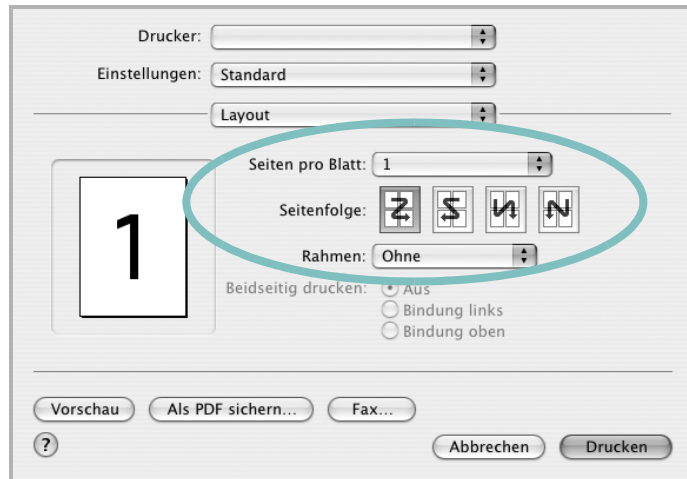 Drucker:
Einstellungen: Standard
Layout
Seiten pro Blatt: 1
Seitenfolge:
Rahmen: Ohne
Beidseitig drucken: Aus
Bindung links
Bindung oben
1
Vorschau Als PDF sichern... Fax...
? Abbrechen Drucken